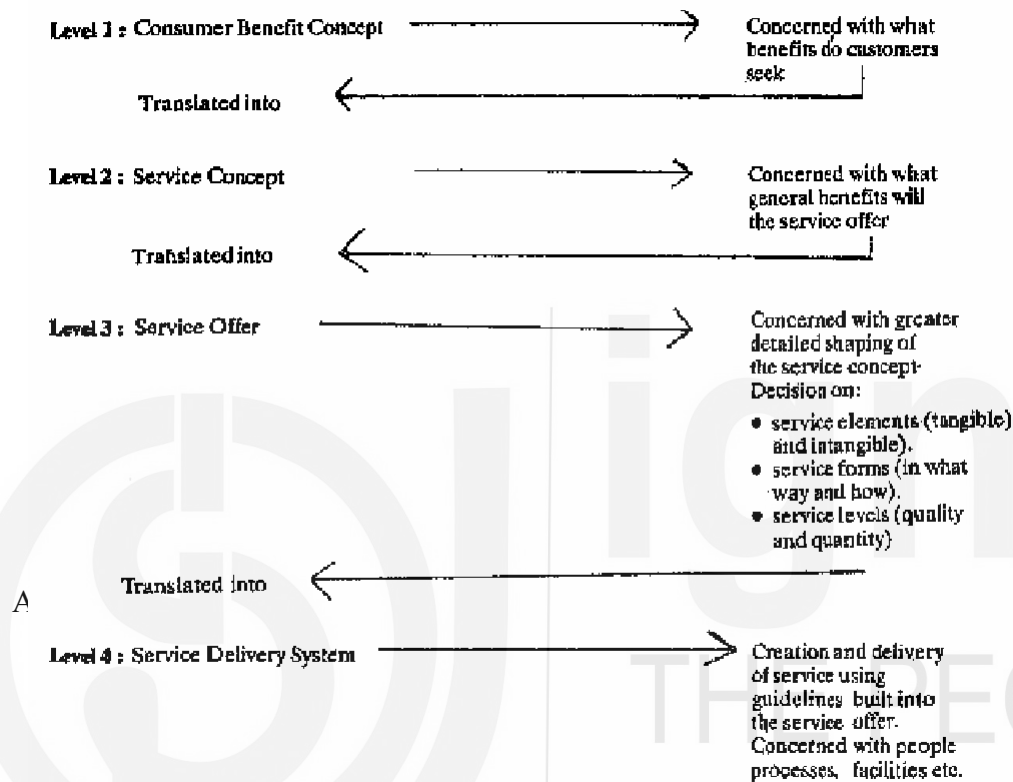 Level 1 : Consumer Benefit Concept
Concerned with what
benefits do customers
seek
Translated into
Level 2 : Service Concept
Concerned with what
general benefits will
the service offer
Translated into
Level 3 : Service Offer
Concerned with greater
detailed shaping of
the service concept
Decision on:
• service elements (tangible)
and intangible).
• service forms (in what
way and how).
• service levels (quality
and quantity)
Translated into
A
Level 4 : Service Delivery System
Creation and delivery
of service using
guidelines built into
the service offer.
Concerned with people
processes, facilities etc.
ign
THE PEO